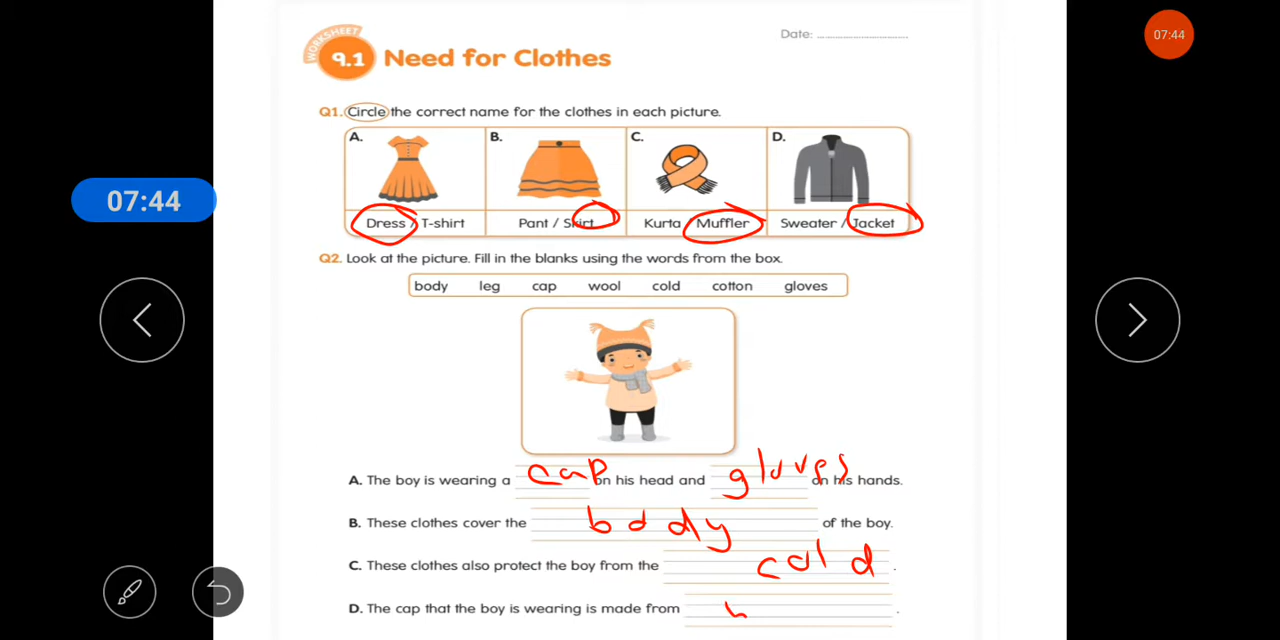 07:44
07:44
Date:
WORKSHEET
9.1 Need for Clothes
Q1. Circle the correct name for the clothes in each picture.
A. B. C. D.
Dress / T-shirt Pant / Skirt Kurta / Muffler Sweater / Jacket
Q2. Look at the picture. Fill in the blanks using the words from the box.
body leg cap wool cold cotton gloves
A. The boy is wearing a cap on his head and gloves on his hands.
B. These clothes cover the body of the boy.
C. These clothes also protect the boy from the cold.
D. The cap that the boy is wearing is made from .